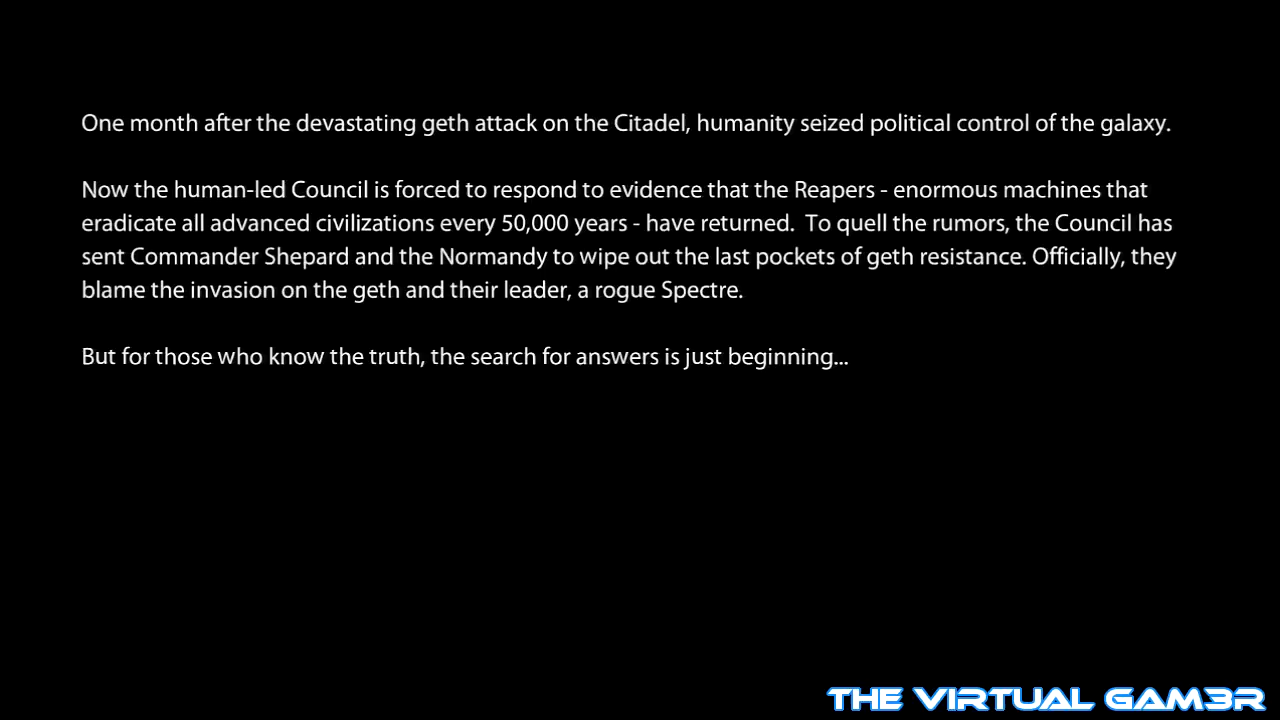 One month after the devastating geth attack on the Citadel, humanity seized political control of the galaxy.
Now the human-led Council is forced to respond to evidence that the Reapers - enormous machines that
eradicate all advanced civilizations every 50,000 years - have returned.  To quell the rumors, the Council has
sent Commander Shepard and the Normandy to wipe out the last pockets of geth resistance. Officially, they
blame the invasion on the geth and their leader, a rogue Spectre.
But for those who know the truth, the search for answers is just beginning...
THE VIRTUAL GAM3R